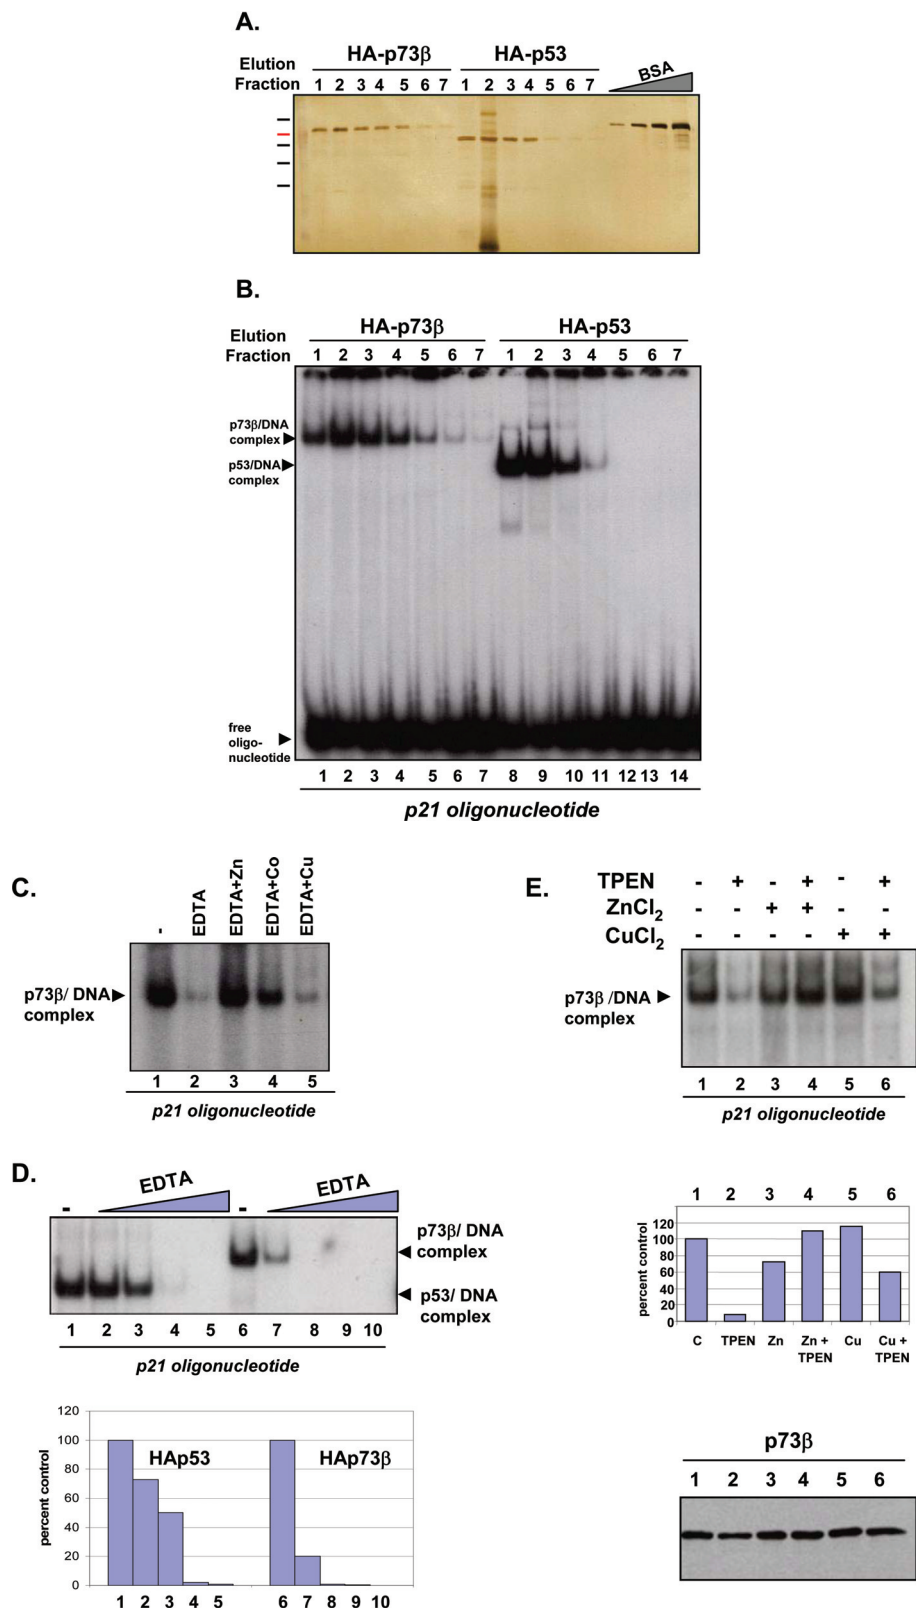 A.
HA-p73β HA-p53
Elution
Fraction 1 2 3 4 5 6 7 1 2 3 4 5 6 7 BSA
B.
HA-p73β HA-p53
Elution
Fraction 1 2 3 4 5 6 7 1 2 3 4 5 6 7
p73β/DNA
complex
p53/DNA
complex
free
oligo-
nucleotide
1 2 3 4 5 6 7 8 9 10 11 12 13 14
p21 oligonucleotide
C.
- EDTA EDTA+Zn EDTA+Co EDTA+Cu
p73β/ DNA
complex
1 2 3 4 5
p21 oligonucleotide
E.
TPEN - + - + - +
ZnCl2 - - + + - -
CuCl2 - - - - + +
p73β /DNA
complex
1 2 3 4 5 6
p21 oligonucleotide
1 2 3 4 5 6
percent control
120
100
80
60
40
20
0
C TPEN Zn Zn + TPEN Cu Cu + TPEN
p73β
1 2 3 4 5 6
D.
- EDTA - EDTA
p73β/ DNA
complex
p53/ DNA
complex
1 2 3 4 5 6 7 8 9 10
p21 oligonucleotide
percent control
120
100
80
60
40
20
0
HAp53 HAp73β
1 2 3 4 5 6 7 8 9 10